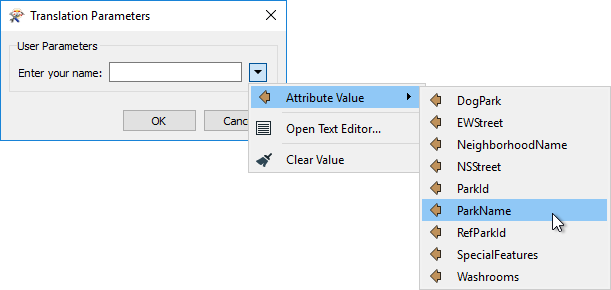 Translation Parameters
User Parameters
Enter your name:
OK
Canc
Attribute Value
Open Text Editor...
Clear Value
DogPark
EWStreet
NeighborhoodName
NSStreet
ParkId
ParkName
RefParkId
SpecialFeatures
Washrooms